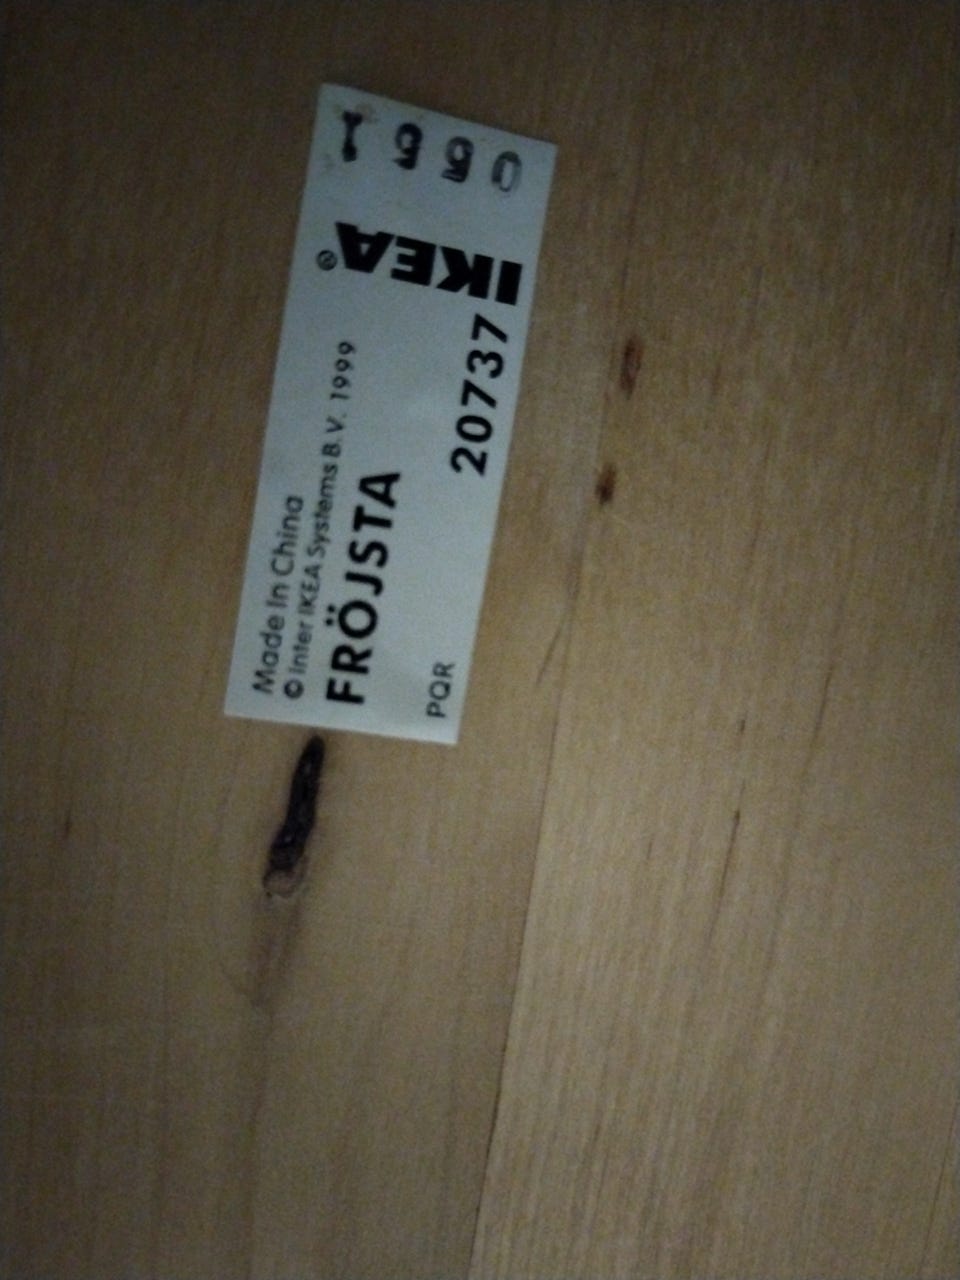 Made In China
© Inter IKEA Systems B.V. 1999
FRÖJSTA
PQR 20737
IKEA®